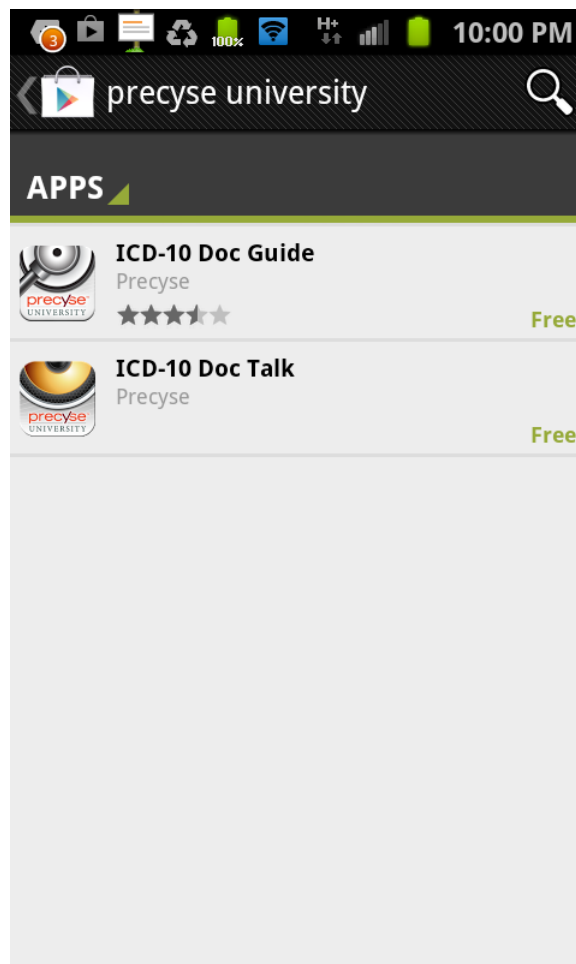 3
100%
H+
10:00 PM
precyse university
APPS
ICD-10 Doc Guide
Precyse
precyse
UNIVERSITY
Free
ICD-10 Doc Talk
Precyse
precyse
UNIVERSITY
Free